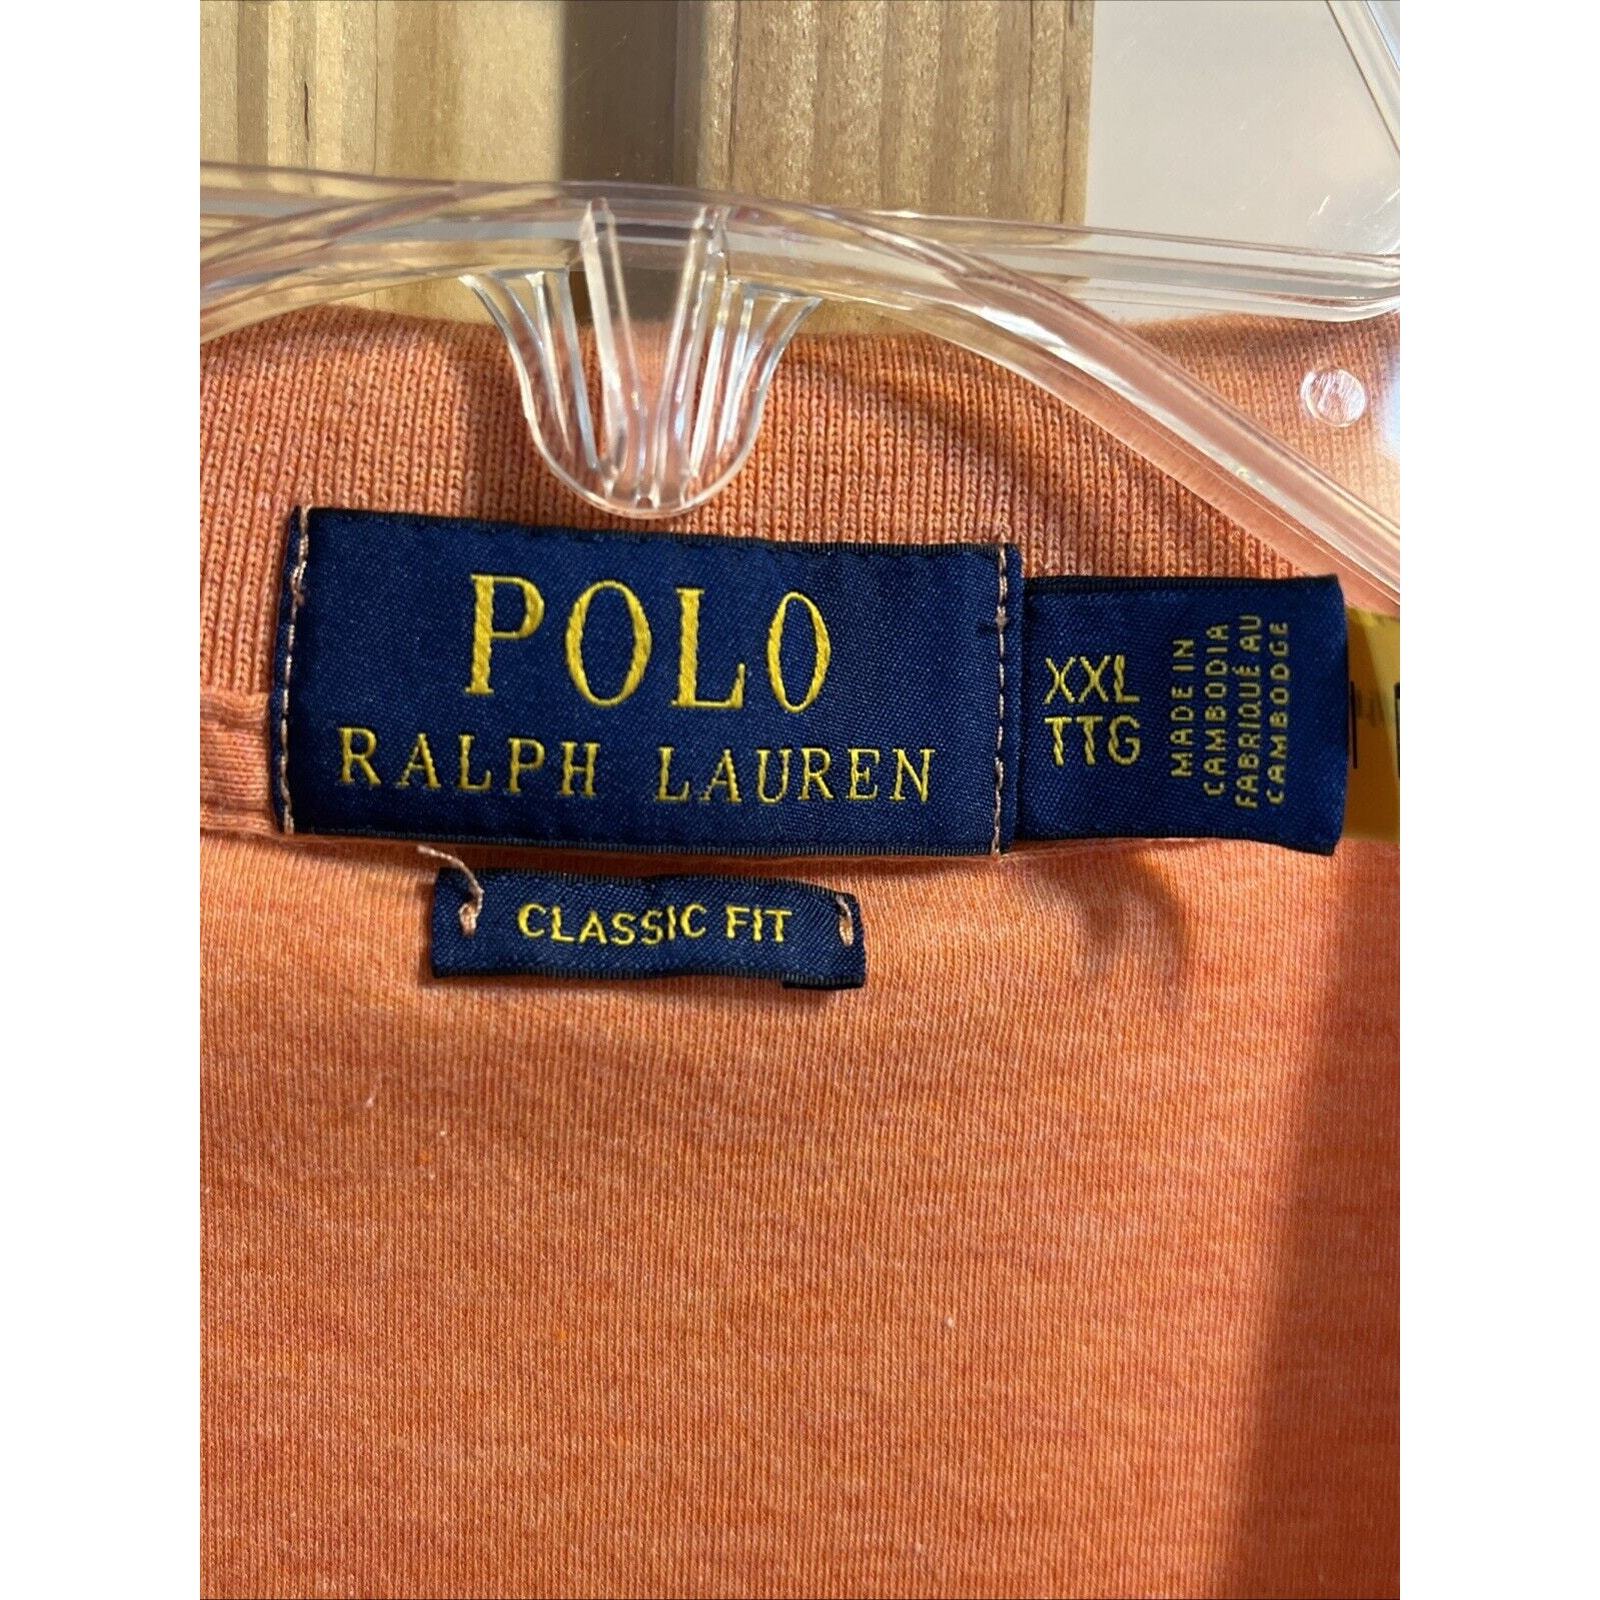 POLO
RALPH LAUREN
XXL
TTG
MADE IN
CAMBODIA
FABRIQUÉ AU
CAMBODGE
CLASSIC FIT